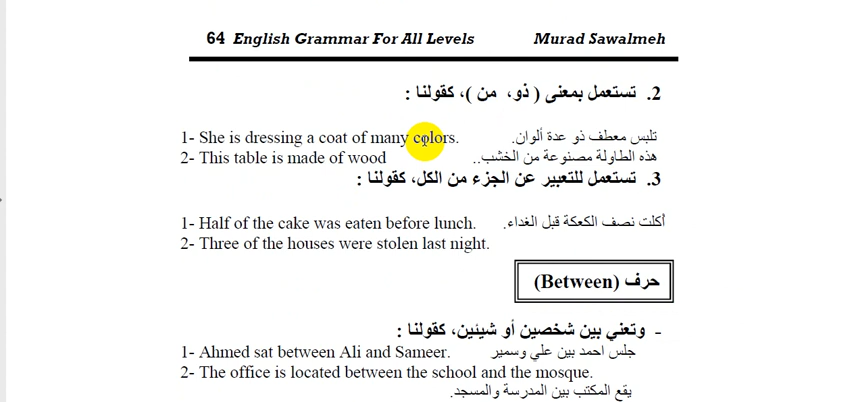 64 English Grammar For All Levels Murad Sawalmeh
2. تستعمل بمعنى ( ذو، من )، كقولنا :
1- She is dressing a coat of many colors. تلبس معطف ذو عدة ألوان.
2- This table is made of wood هذه الطاولة مصنوعة من الخشب..
3. تستعمل للتعبير عن الجزء من الكل، كقولنا :
1- Half of the cake was eaten before lunch. أكلت نصف الكعكة قبل الغداء.
2- Three of the houses were stolen last night.
حرف (Between)
- وتعني بين شخصين أو شيئين، كقولنا :
1- Ahmed sat between Ali and Sameer. جلس احمد بين علي وسمير
2- The office is located between the school and the mosque.
يقع المكتب بين المدرسة والمسجد.